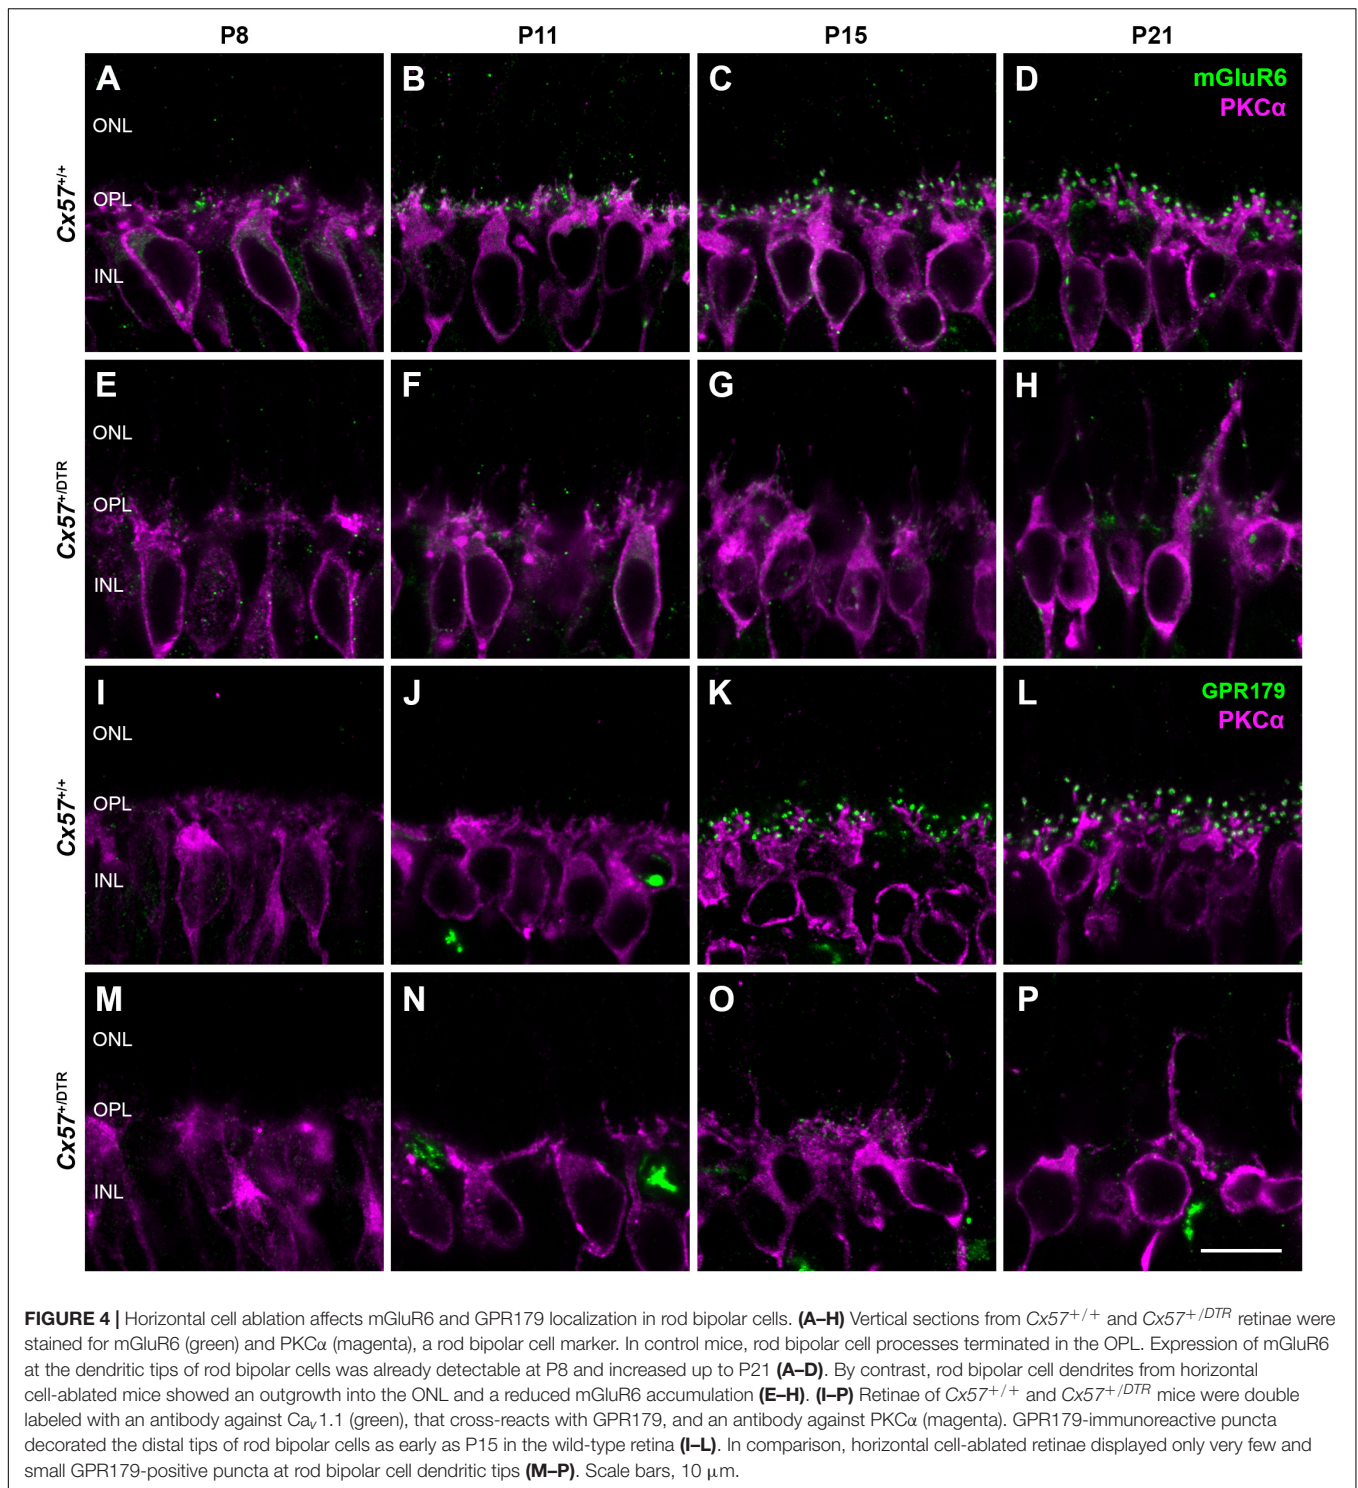 P8 P11 P15 P21
A B C D mGluR6
PKCα
ONL
OPL
INL
Cx57+/+
E F G H
ONL
OPL
INL
Cx57+/DTR
I J K L GPR179
PKCα
ONL
OPL
INL
Cx57+/+
M N O P
ONL
OPL
INL
Cx57+/DTR
FIGURE 4 | Horizontal cell ablation affects mGluR6 and GPR179 localization in rod bipolar cells. (A–H) Vertical sections from Cx57+/+ and Cx57+/DTR retinae were
stained for mGluR6 (green) and PKCα (magenta), a rod bipolar cell marker. In control mice, rod bipolar cell processes terminated in the OPL. Expression of mGluR6
at the dendritic tips of rod bipolar cells was already detectable at P8 and increased up to P21 (A–D). By contrast, rod bipolar cell dendrites from horizontal
cell-ablated mice showed an outgrowth into the ONL and a reduced mGluR6 accumulation (E–H). (I–P) Retinae of Cx57+/+ and Cx57+/DTR mice were double
labeled with an antibody against Cav1.1 (green), that cross-reacts with GPR179, and an antibody against PKCα (magenta). GPR179-immunoreactive puncta
decorated the distal tips of rod bipolar cells as early as P15 in the wild-type retina (I–L). In comparison, horizontal cell-ablated retinae displayed only very few and
small GPR179-positive puncta at rod bipolar cell dendritic tips (M–P). Scale bars, 10 μm.